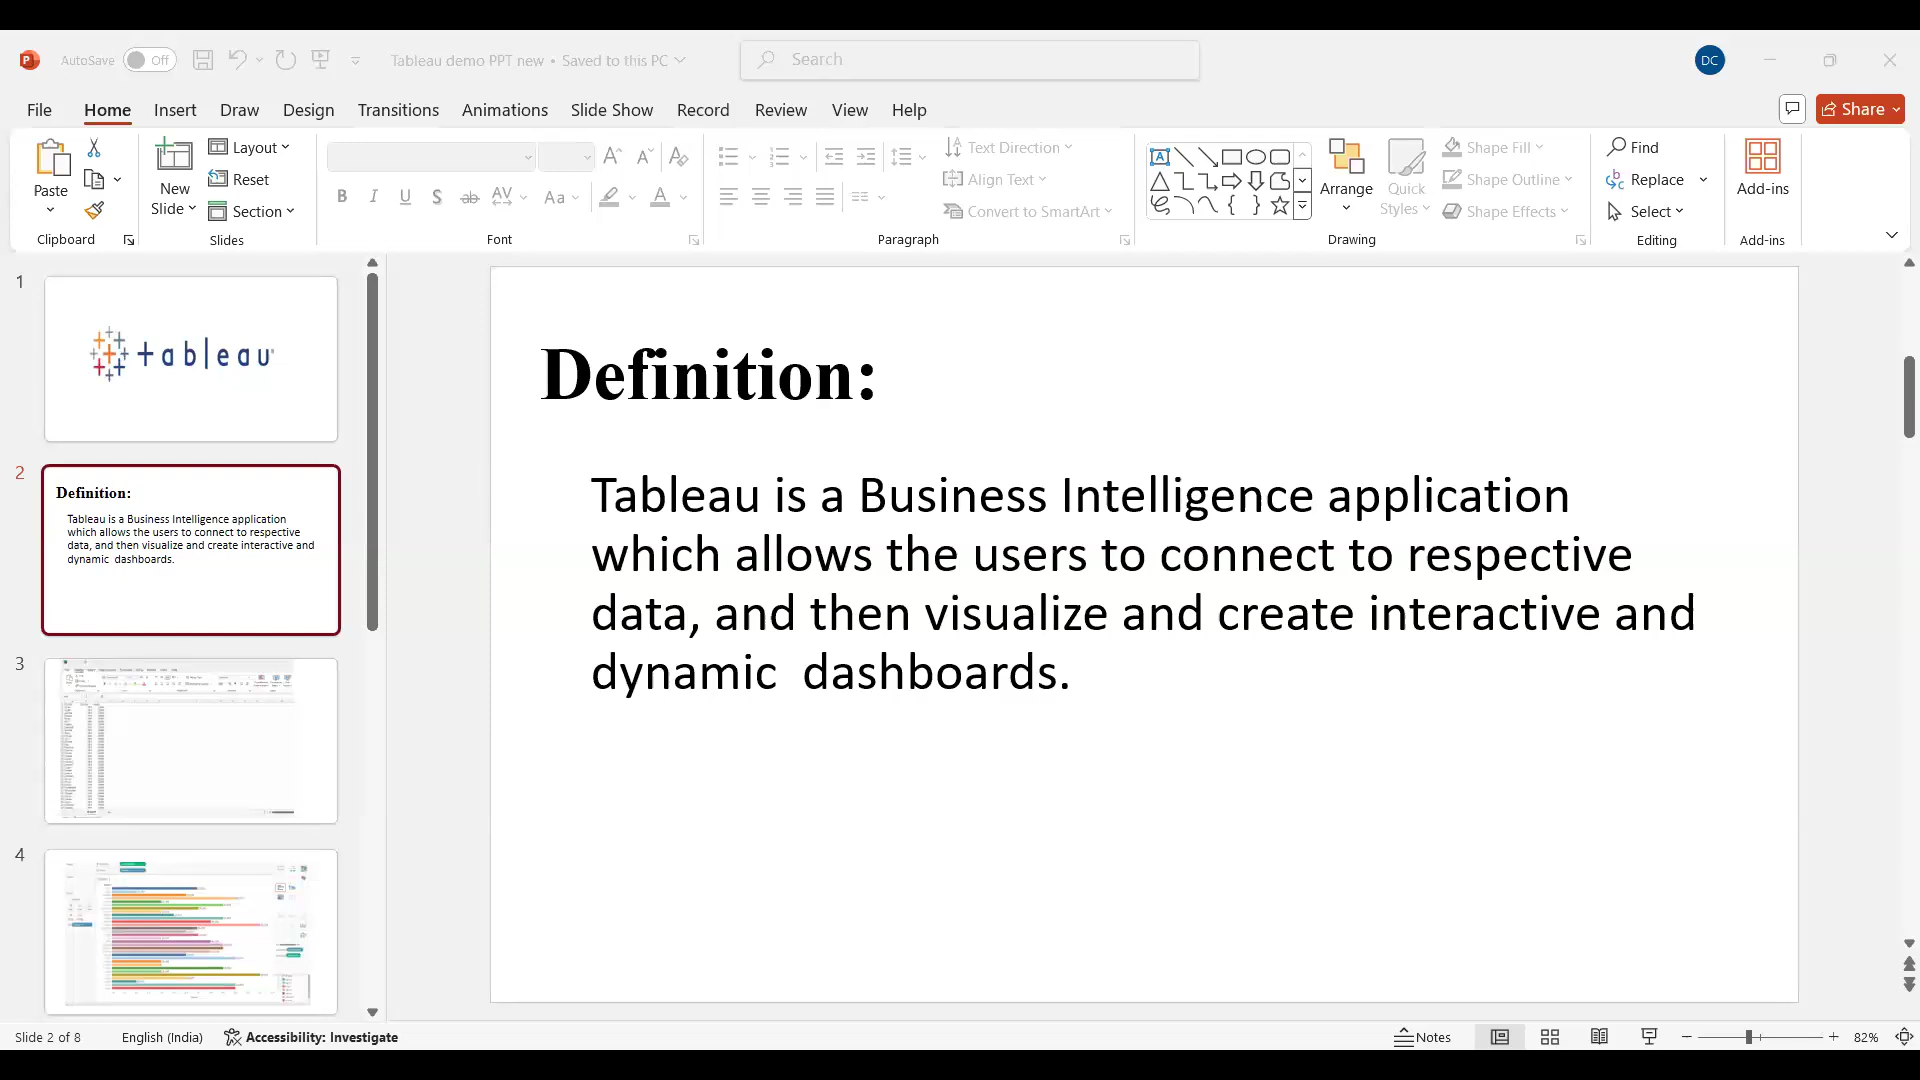 AutoSave Off Tableau demo PPT new • Saved to this PC Search DC
File Home Insert Draw Design Transitions Animations Slide Show Record Review View Help Share
Paste
New
Slide
Layout
Reset
Section
Text Direction
Align Text
Convert to SmartArt
Arrange
Quick
Styles
Shape Fill
Shape Outline
Shape Effects
Find
Replace
Select
Add-ins
Clipboard Slides Font Paragraph Drawing Editing Add-ins
1
tableau
2
Definition:
Tableau is a Business Intelligence application
which allows the users to connect to respective
data, and then visualize and create interactive and
dynamic dashboards.
3
4
Definition:
Tableau is a Business Intelligence application
which allows the users to connect to respective
data, and then visualize and create interactive and
dynamic  dashboards.
Slide 2 of 8 English (India) Accessibility: Investigate Notes 82%